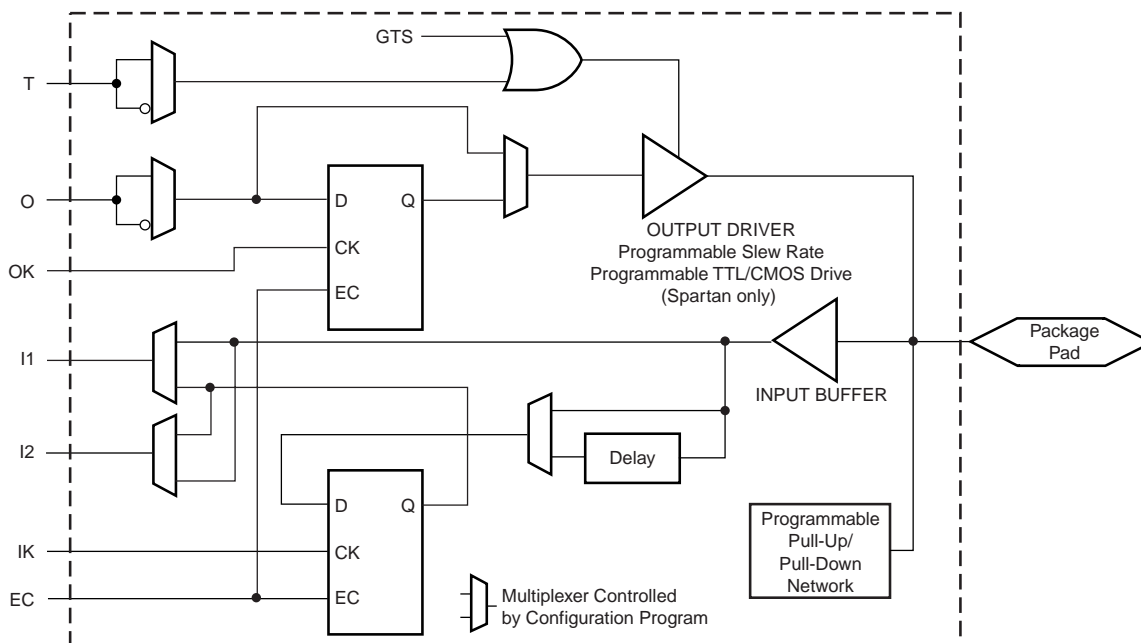 GTS
T
O
D
Q
CK
OK
EC
OUTPUT DRIVER
Programmable Slew Rate
Programmable TTL/CMOS Drive
(Spartan only)
I1
Package
Pad
INPUT BUFFER
I2
Delay
D
Q
Programmable
Pull-Up/
Pull-Down
Network
IK
CK
EC
EC
Multiplexer Controlled
by Configuration Program